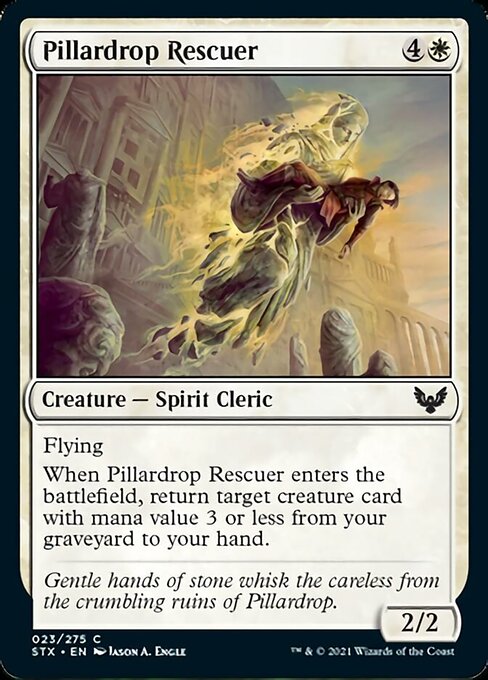 Pillardrop Rescuer 4
Creature — Spirit Cleric
Flying
When Pillardrop Rescuer enters the
battlefield, return target creature card
with mana value 3 or less from your
graveyard to your hand.
Gentle hands of stone whisk the careless from
the crumbling ruins of Pillardrop.
2/2
023/275 C
STX • EN Jason A. Engle
™ & © 2021 Wizards of the Coast